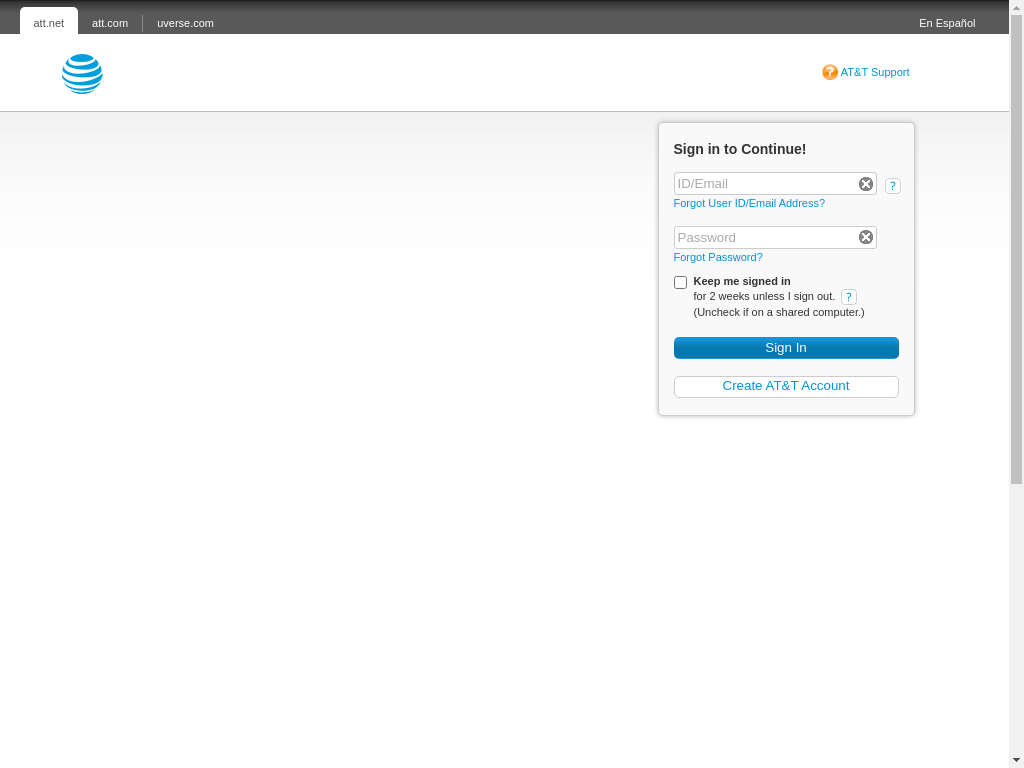 att.net
att.com
uverse.com
En Español
AT&T Support
Sign in to Continue!
ID/Email
?
Forgot User ID/Email Address?
Password
Forgot Password?
Keep me signed in
for 2 weeks unless I sign out. ?
(Uncheck if on a shared computer.)
Sign In
Create AT&T Account